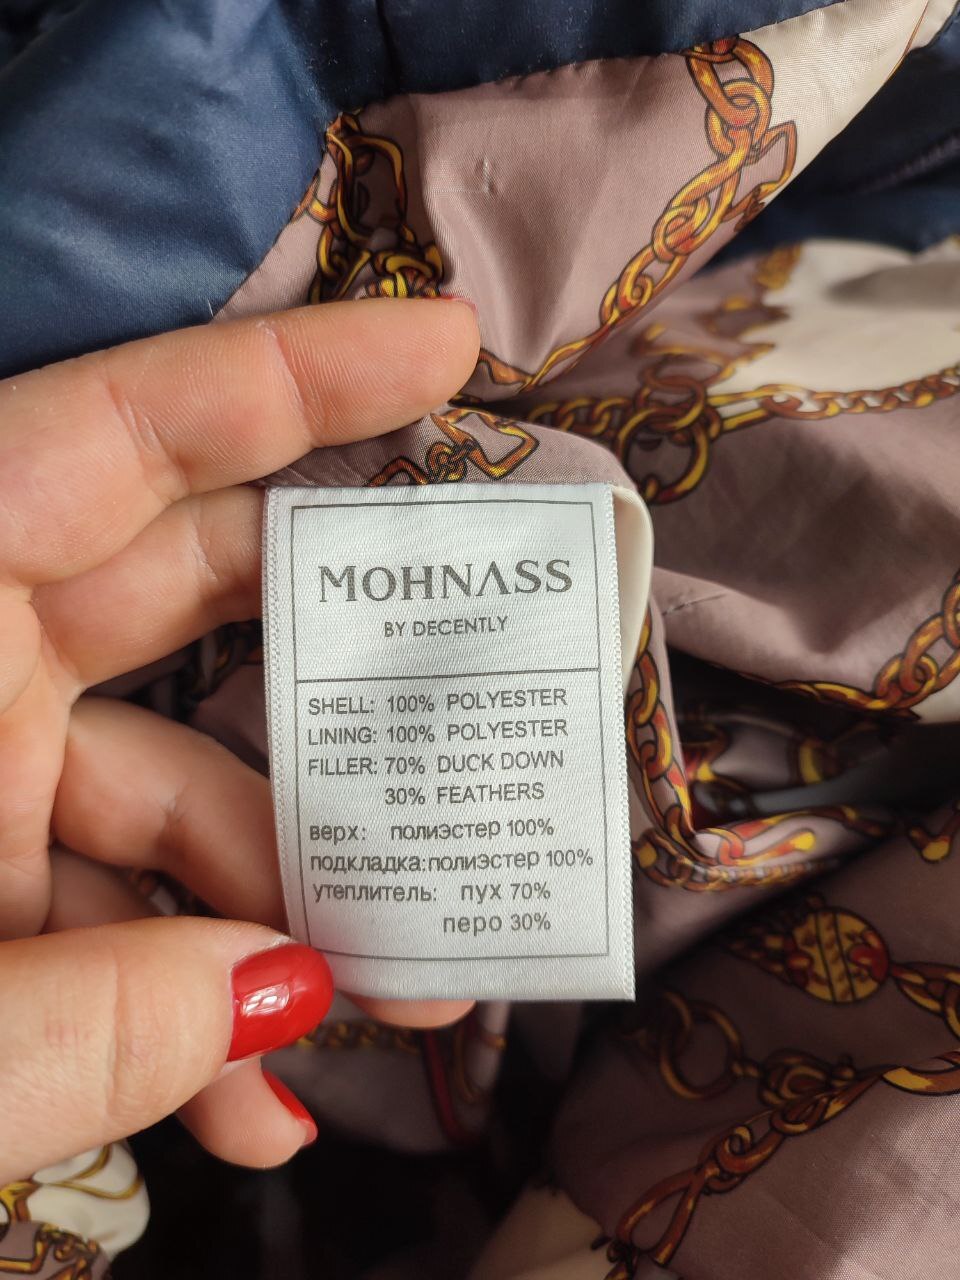 MOHNASS
BY DECENTLY
SHELL: 100% POLYESTER
LINING: 100% POLYESTER
FILLER: 70% DUCK DOWN
30% FEATHERS
верх: полиэстер 100%
подкладка: полиэстер 100%
утеплитель: пух 70%
перо 30%